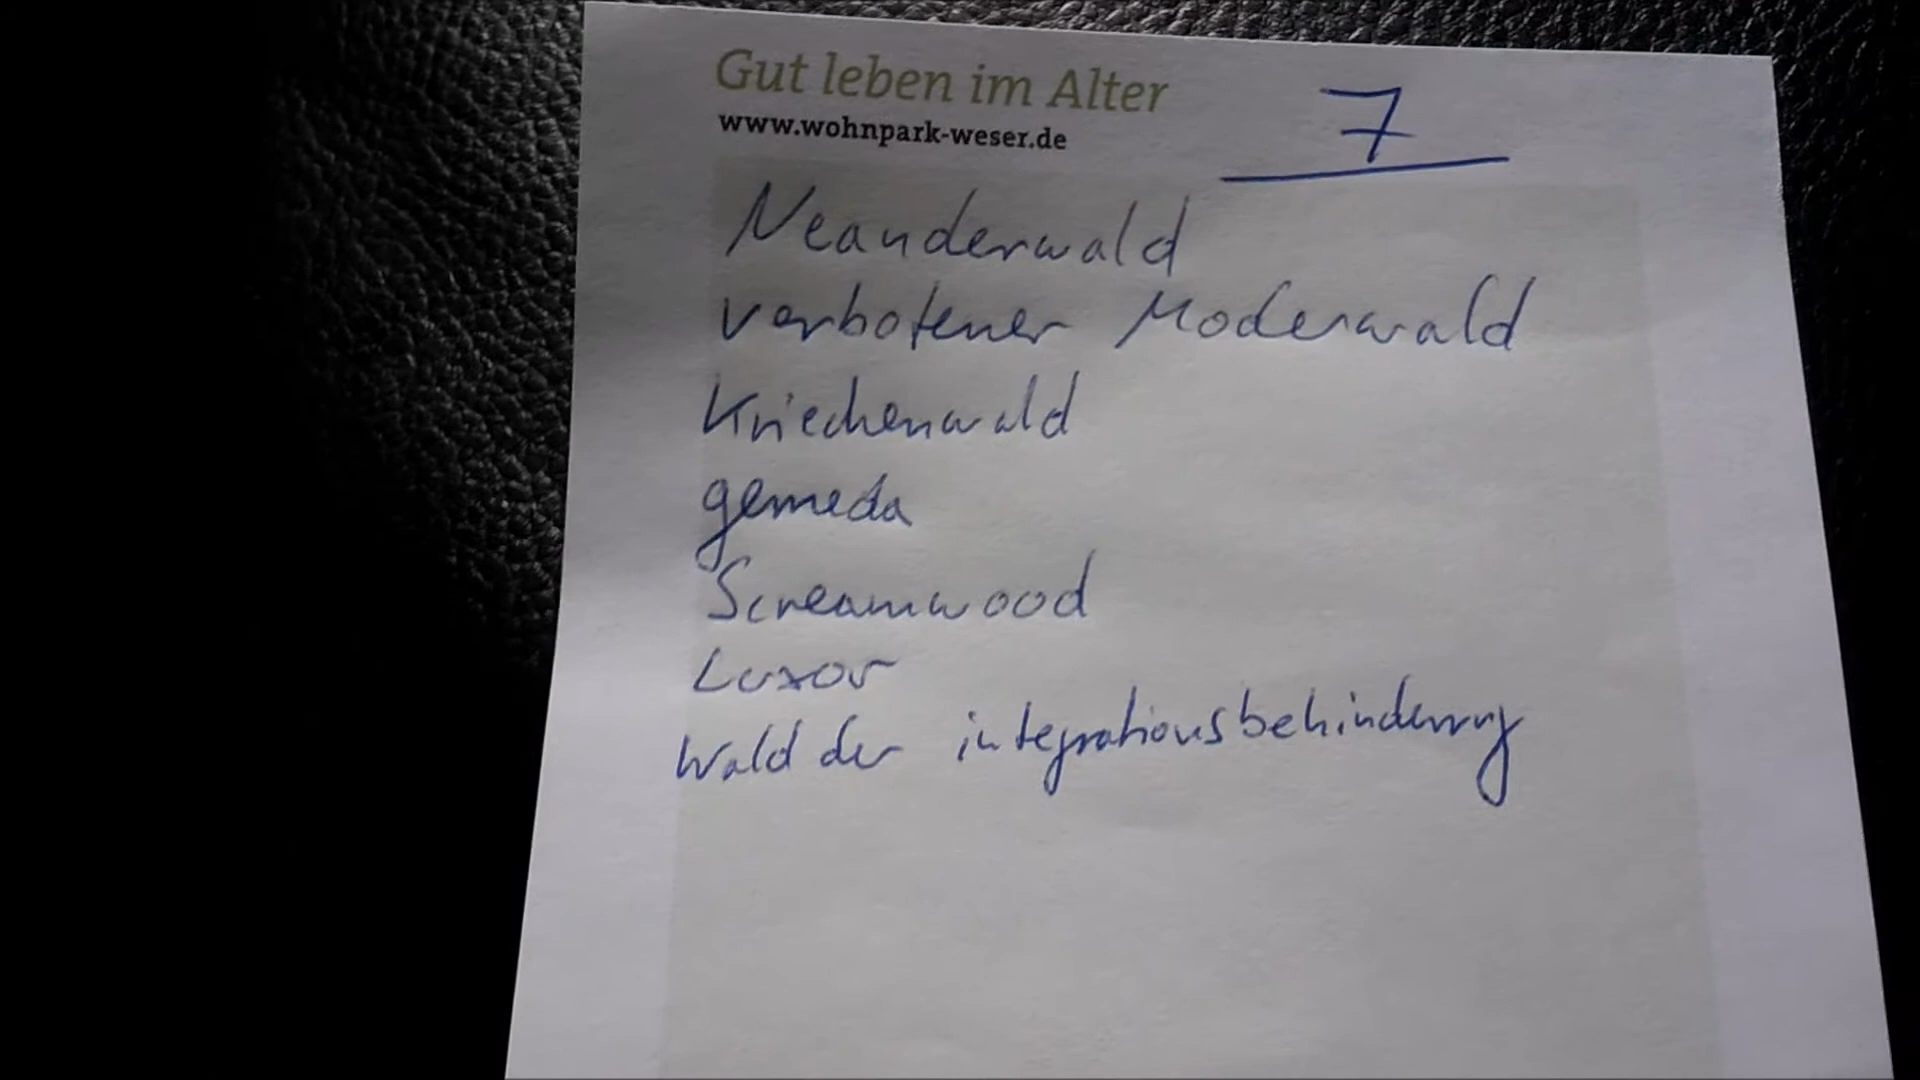 Gut leben im Alter
www.wohnpark-weser.de
7
Neanderwald
verbotener Moderwald
Kriechenwald
gemeda
Screamwood
Luxor
Wald der integrationsbehinderung